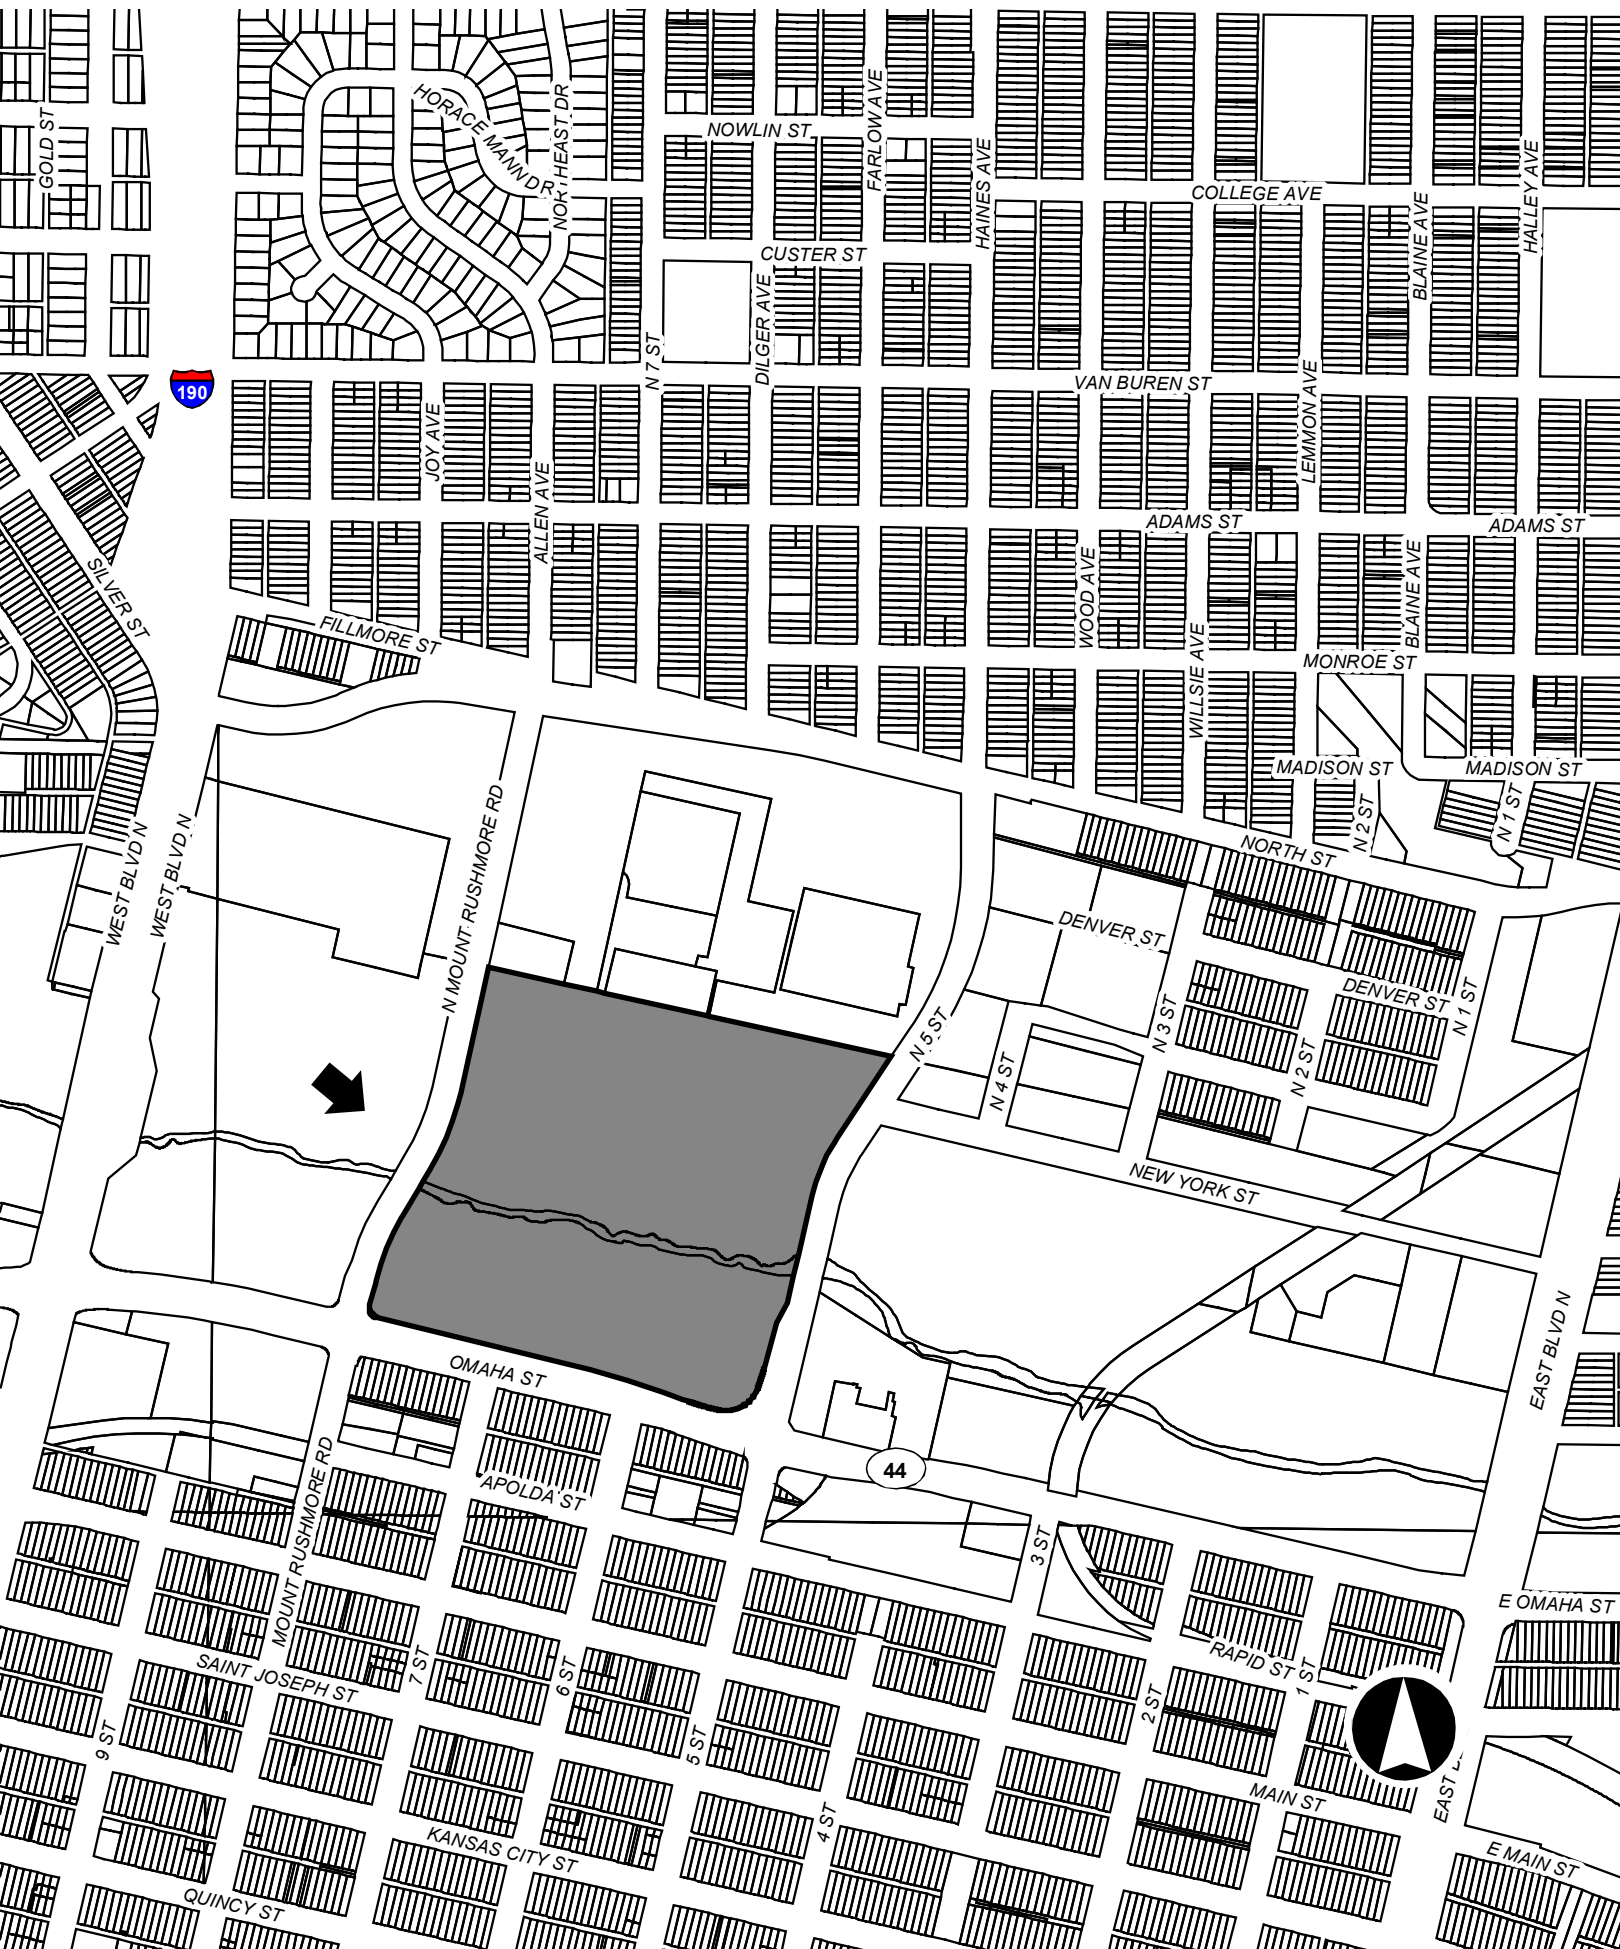 HORACE MANN DR
NORTHEAST DR
GOLD ST
NOWLIN ST
FARLOW AVE
HAINES AVE
COLLEGE AVE
BLAINE AVE
HALLEY AVE
CUSTER ST
DILGER AVE
N 7 ST
190
VAN BUREN ST
LEMMON AVE
JOY AVE
ALLEN AVE
ADAMS ST
ADAMS ST
SILVER ST
WOOD AVE
BLAINE AVE
FILLMORE ST
WILLSIE AVE
MONROE ST
MADISON ST
MADISON ST
N 2 ST
N 1 ST
NORTH ST
WEST BLVD N
WEST BLVD N
N MOUNT RUSHMORE RD
DENVER ST
DENVER ST
N 5 ST
N 4 ST
N 3 ST
N 2 ST
N 1 ST
NEW YORK ST
EAST BLVD N
OMAHA ST
44
APOLDA ST
MOUNT RUSHMORE RD
3 ST
E OMAHA ST
RAPID ST
1 ST
2 ST
SAINT JOSEPH ST
7 ST
6 ST
5 ST
9 ST
MAIN ST
EAST
4 ST
KANSAS CITY ST
E MAIN ST
QUINCY ST